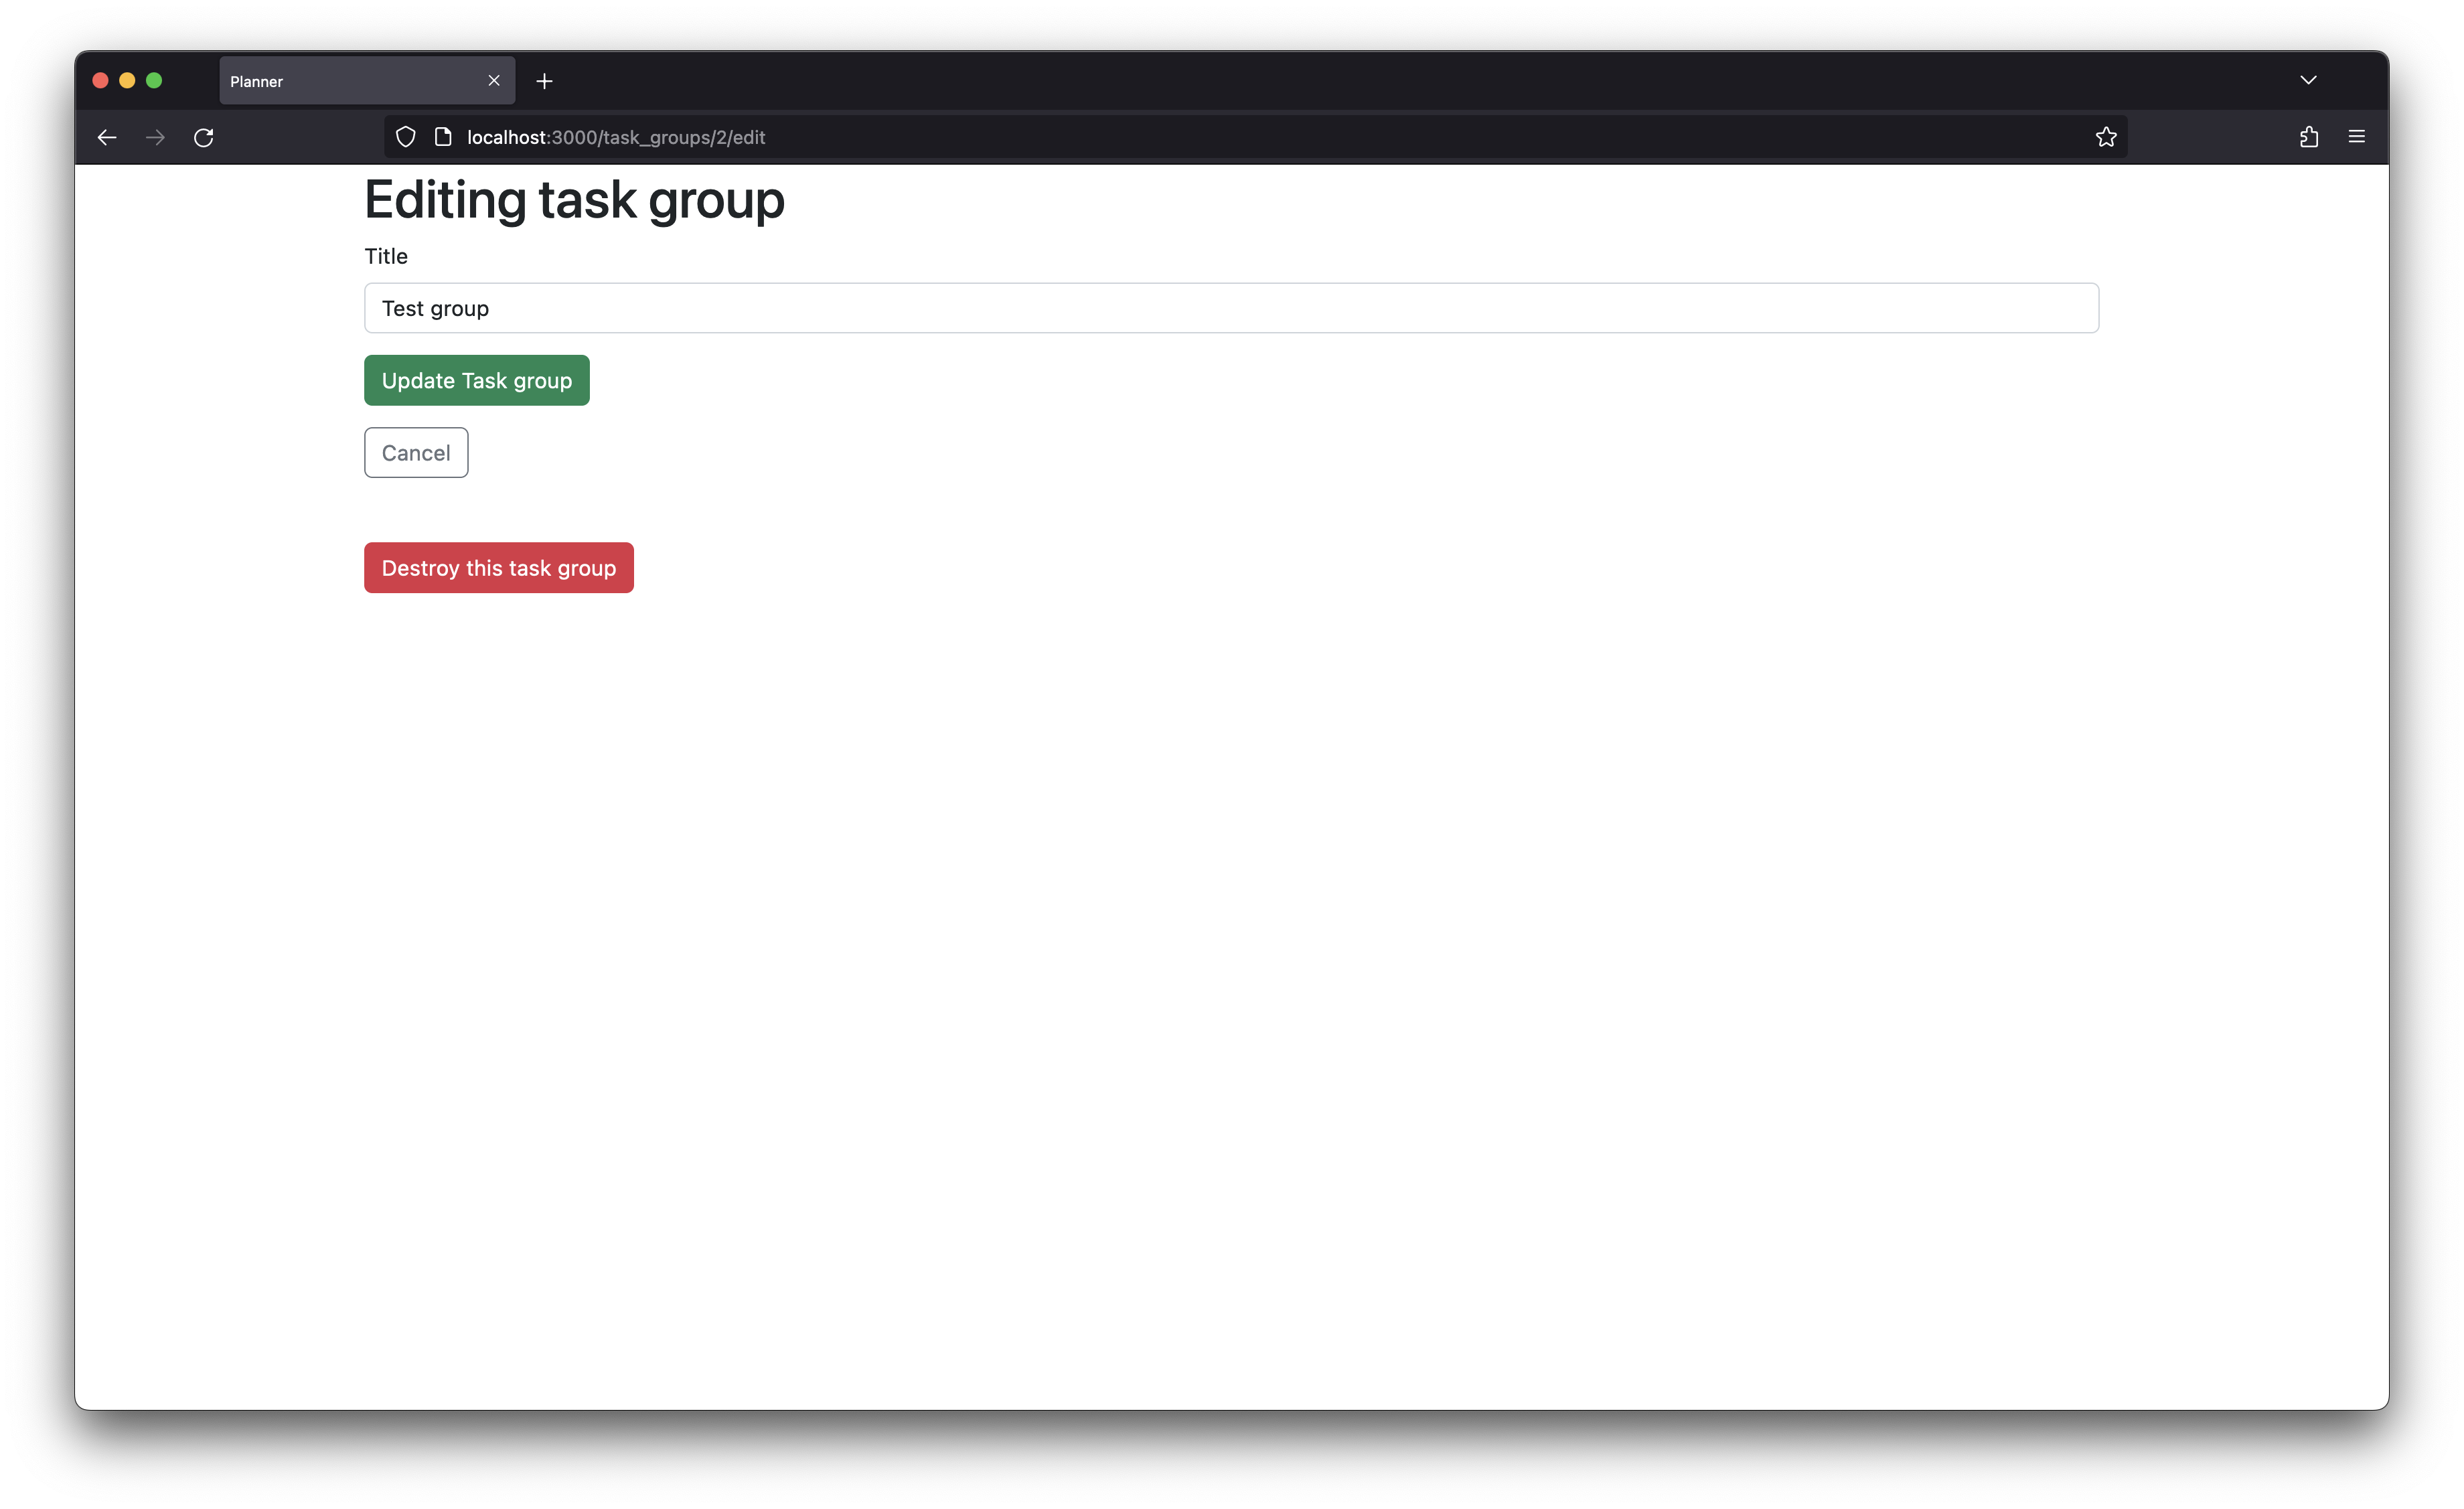 Planner
localhost:3000/task_groups/2/edit
Editing task group
Title
Test group
Update Task group
Cancel
Destroy this task group